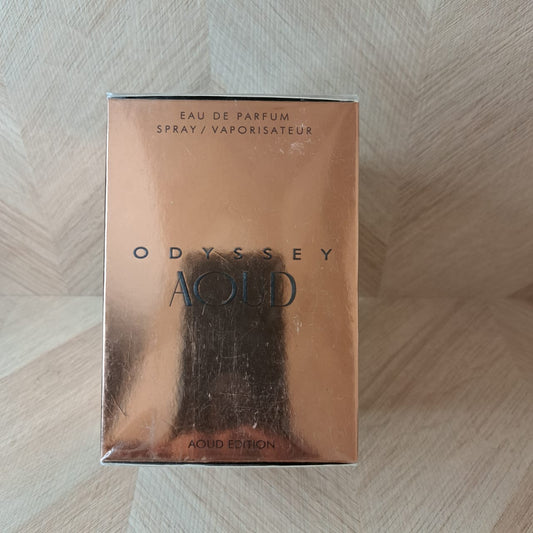 EAU DE PARFUM
SPRAY / VAPORISATEUR
ODYSSEY
AOUD
AOUD EDITION